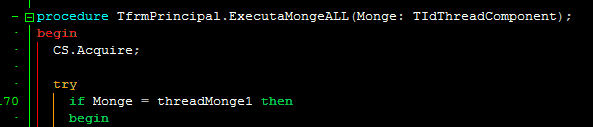 procedure TfrmPrincipal.ExecutaMongeALL(Monge: TIdThreadComponent);
begin
CS.Acquire;
try
.70 if Monge = threadMonge1 then
begin